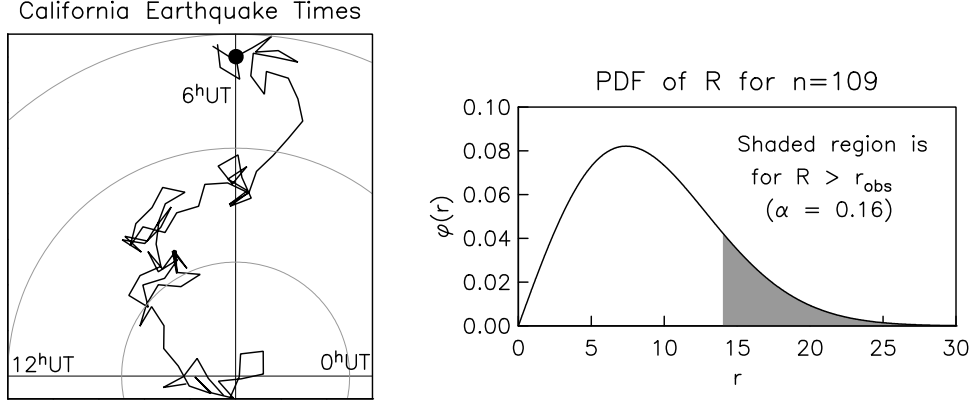 California Earthquake Times
6ʰUT
12ʰUT
0ʰUT
PDF of R for n=109
0.10
0.08
0.06
0.04
0.02
0.00
φ(r)
Shaded region is
for R > r_obs
(α = 0.16)
0 5 10 15 20 25 30
r